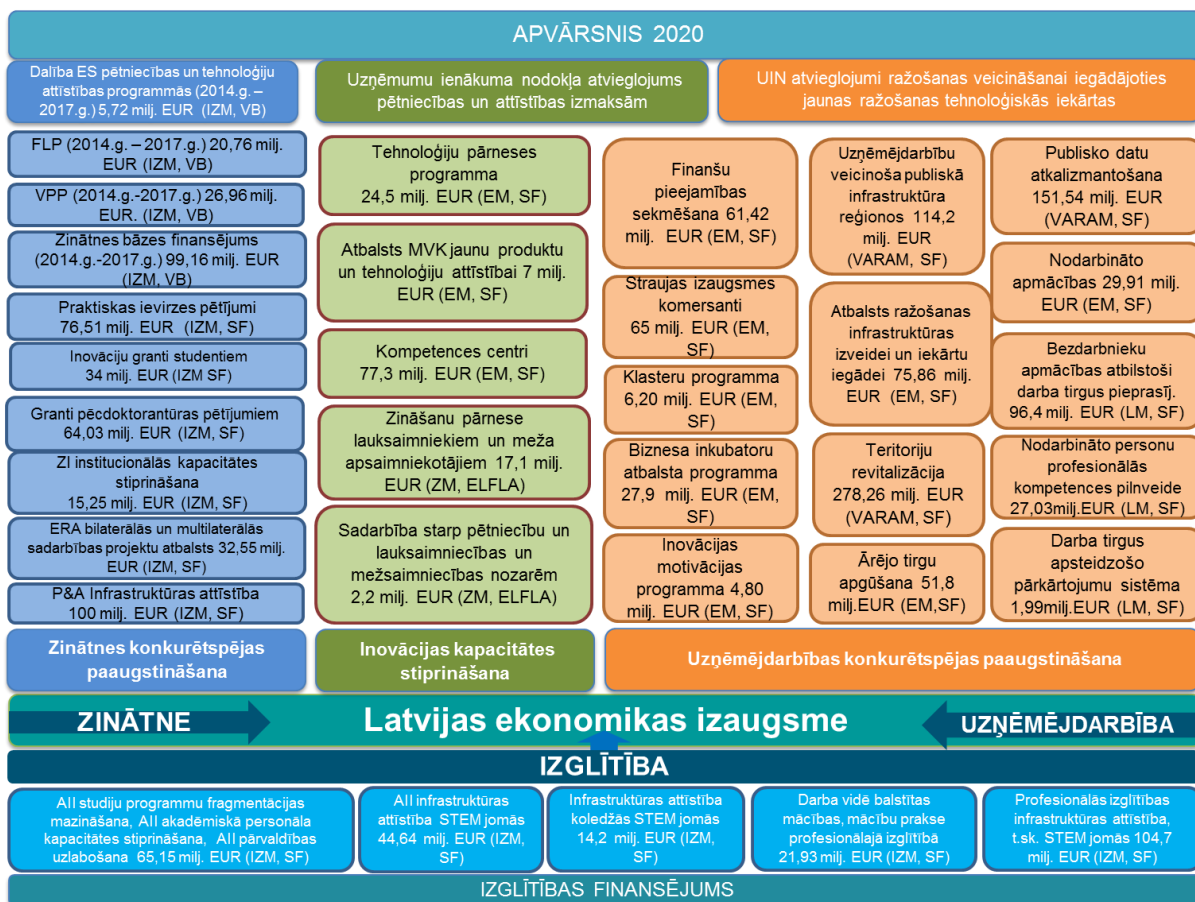 APVĀRSNIS 2020
Dalība ES pētniecības un tehnoloģiju
attīstības programmās (2014.g. –
2017.g.) 5,72 milj. EUR (IZM, VB)
Uzņēmumu ienākuma nodokļa atvieglojums
pētniecības un attīstības izmaksām
UIN atvieglojumi ražošanas veicināšanai iegādājoties
jaunas ražošanas tehnoloģiskās iekārtas
FLP (2014.g. – 2017.g.) 20,76 milj.
EUR (IZM, VB)
VPP (2014.g.-2017.g.) 26,96 milj.
EUR. (IZM, VB)
Zinātnes bāzes finansējums
(2014.g.-2017.g.) 99,16 milj. EUR
(IZM, VB)
Praktiskas ievirzes pētījumi
76,51 milj. EUR (IZM, SF)
Inovāciju granti studentiem
34 milj. EUR (IZM SF)
Granti pēcdoktorantūras pētījumiem
64,03 milj. EUR (IZM, SF)
ZI institucionālās kapacitātes
stiprināšana
15,25 milj. EUR (IZM, SF)
ERA bilaterālās un multilaterālās
sadarbības projektu atbalsts 32,55 milj.
EUR (IZM, SF)
P&A Infrastruktūras attīstība
100 milj. EUR (IZM, SF)
Zinātnes konkurētspējas
paaugstināšana
Tehnoloģiju pārneses
programma
24,5 milj. EUR (EM, SF)
Atbalsts MVK jaunu produktu
un tehnoloģiju attīstībai 7 milj.
EUR (EM, SF)
Kompetences centri
77,3 milj. EUR (EM, SF)
Zināšanu pārnese
lauksaimniekiem un meža
apsaimniekotājiem 17,1 milj.
EUR (ZM, ELFLA)
Sadarbība starp pētniecību un
lauksaimniecības un
mežsaimniecības nozarēm
2,2 milj. EUR (ZM, ELFLA)
Inovācijas kapacitātes
stiprināšana
Finanšu
pieejamības
sekmēšana 61,42
milj. EUR (EM, SF)
Straujas izaugsmes
komersanti
65 milj. EUR (EM,
SF)
Klasteru programma
6,20 milj. EUR (EM,
SF)
Biznesa inkubatoru
atbalsta programma
27,9 milj. EUR (EM,
SF)
Inovācijas
motivācijas
programma 4,80
milj. EUR (EM, SF)
Uzņēmējdarbību
veicinoša publiskā
infrastruktūra
reģionos 114,2
milj. EUR
(VARAM, SF)
Atbalsts ražošanas
infrastruktūras
izveidei un iekārtu
iegādei 75,86 milj.
EUR (EM, SF)
Teritoriju
revitalizācija
278,26 milj. EUR
(VARAM, SF)
Ārējo tirgu
apgūšana 51,8
milj.EUR (EM,SF)
Publisko datu
atkalizmantošana
151,54 milj. EUR
(VARAM, SF)
Nodarbināto
apmācības 29,91
milj. EUR
(EM, SF)
Bezdarbnieku
apmācības atbilstoši
darba tirgus pieprasīj.
96,4 milj. EUR (LM, SF)
Nodarbināto personu
profesionālās
kompetences pilnveide
27,03milj.EUR (LM, SF)
Darba tirgus
apsteidzošo
pārkārtojumu sistēma
1,99milj.EUR (LM, SF)
Uzņēmējdarbības konkurētspējas paaugstināšana
ZINĀTNE
Latvijas ekonomikas izaugsme
UZŅĒMĒJDARBĪBA
IZGLĪTĪBA
AII studiju programmu fragmentācijas
mazināšana, AII akadēmiskā personāla
kapacitātes stiprināšana, AII pārvaldības
uzlabošana 65,15 milj. EUR (IZM, SF)
AII infrastruktūras
attīstība STEM jomās
44,64 milj. EUR (IZM,
SF)
Infrastruktūras attīstība
koledžās STEM jomās
14,2 milj. EUR (IZM,
SF)
Darba vidē balstītas
mācības, mācību prakse
profesionālajā izglītībā
21,93 milj. EUR (IZM, SF)
Profesionālās izglītības
infrastruktūras attīstība,
t.sk. STEM jomās 104,7
milj. EUR (IZM, SF)
IZGLĪTĪBAS FINANSĒJUMS